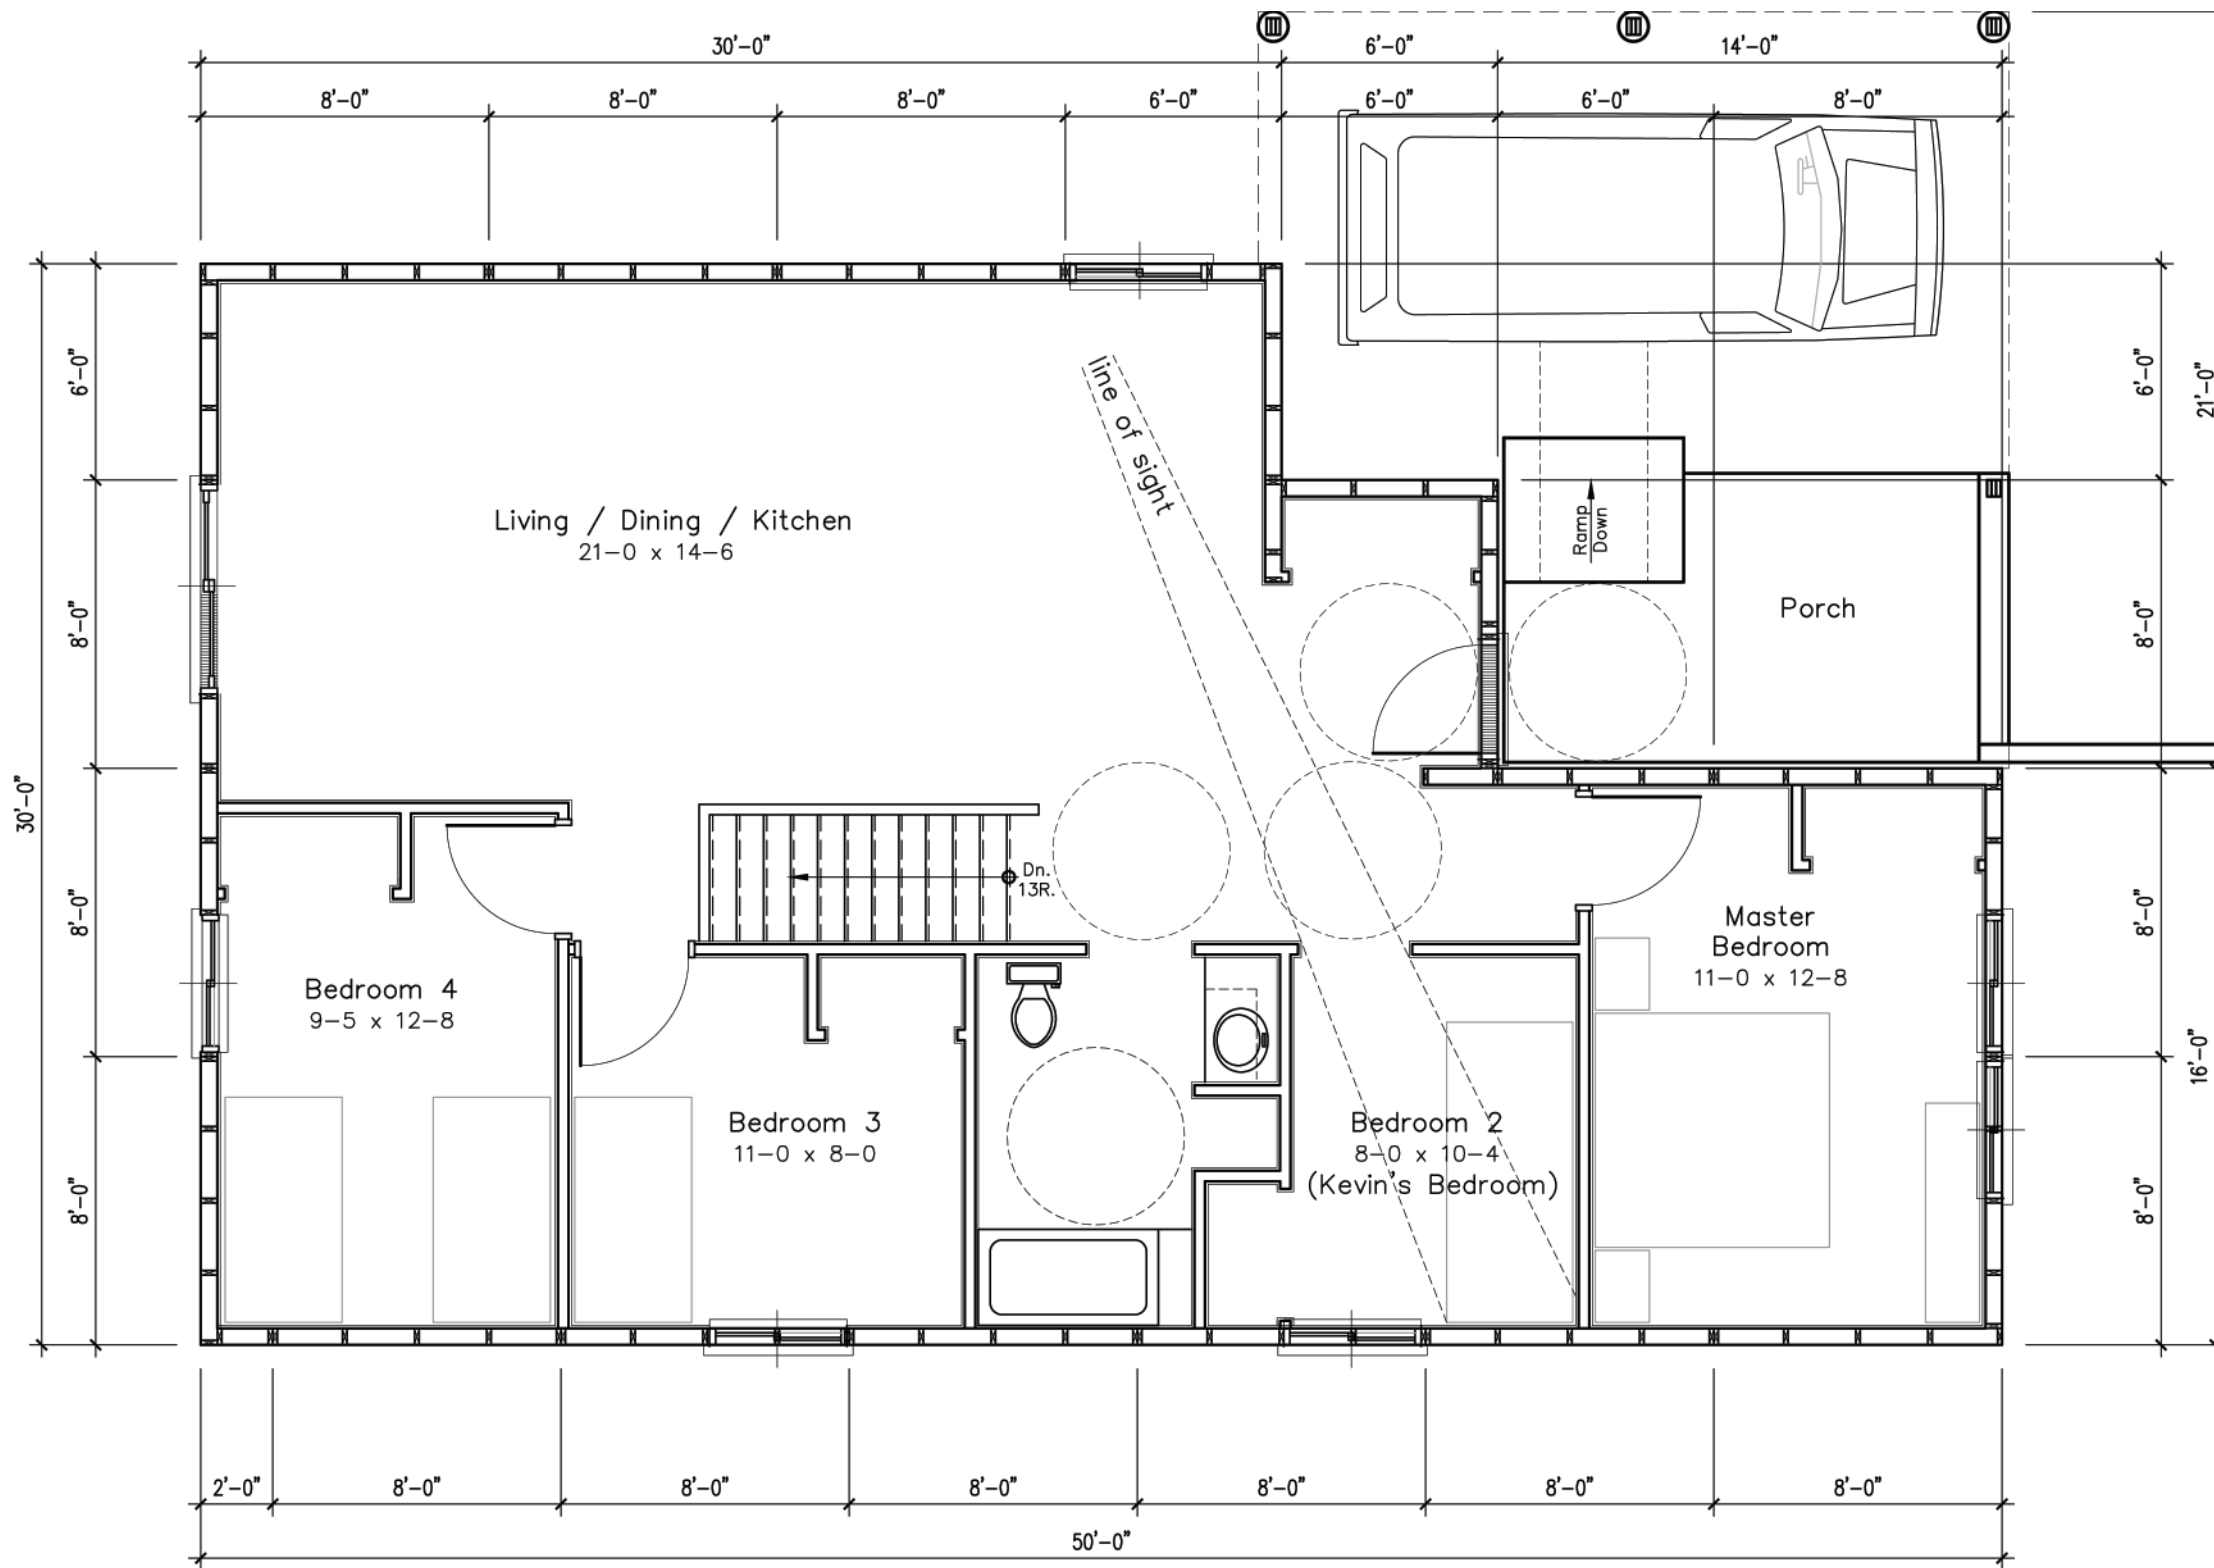 30'-0" 6'-0" 14'-0"
8'-0" 8'-0" 8'-0" 6'-0" 6'-0" 6'-0" 8'-0"
30'-0"
6'-0"
8'-0"
8'-0"
8'-0"
line of sight
Living / Dining / Kitchen
21-0 x 14-6
Ramp
Down
Porch
Dn.
13R.
Master
Bedroom
11-0 x 12-8
Bedroom 4
9-5 x 12-8
Bedroom 3
11-0 x 8-0
Bedroom 2
8-0 x 10-4
(Kevin's Bedroom)
6'-0"
8'-0"
8'-0"
8'-0"
21'-0"
16'-0"
2'-0" 8'-0" 8'-0" 8'-0" 8'-0" 8'-0" 8'-0"
50'-0"